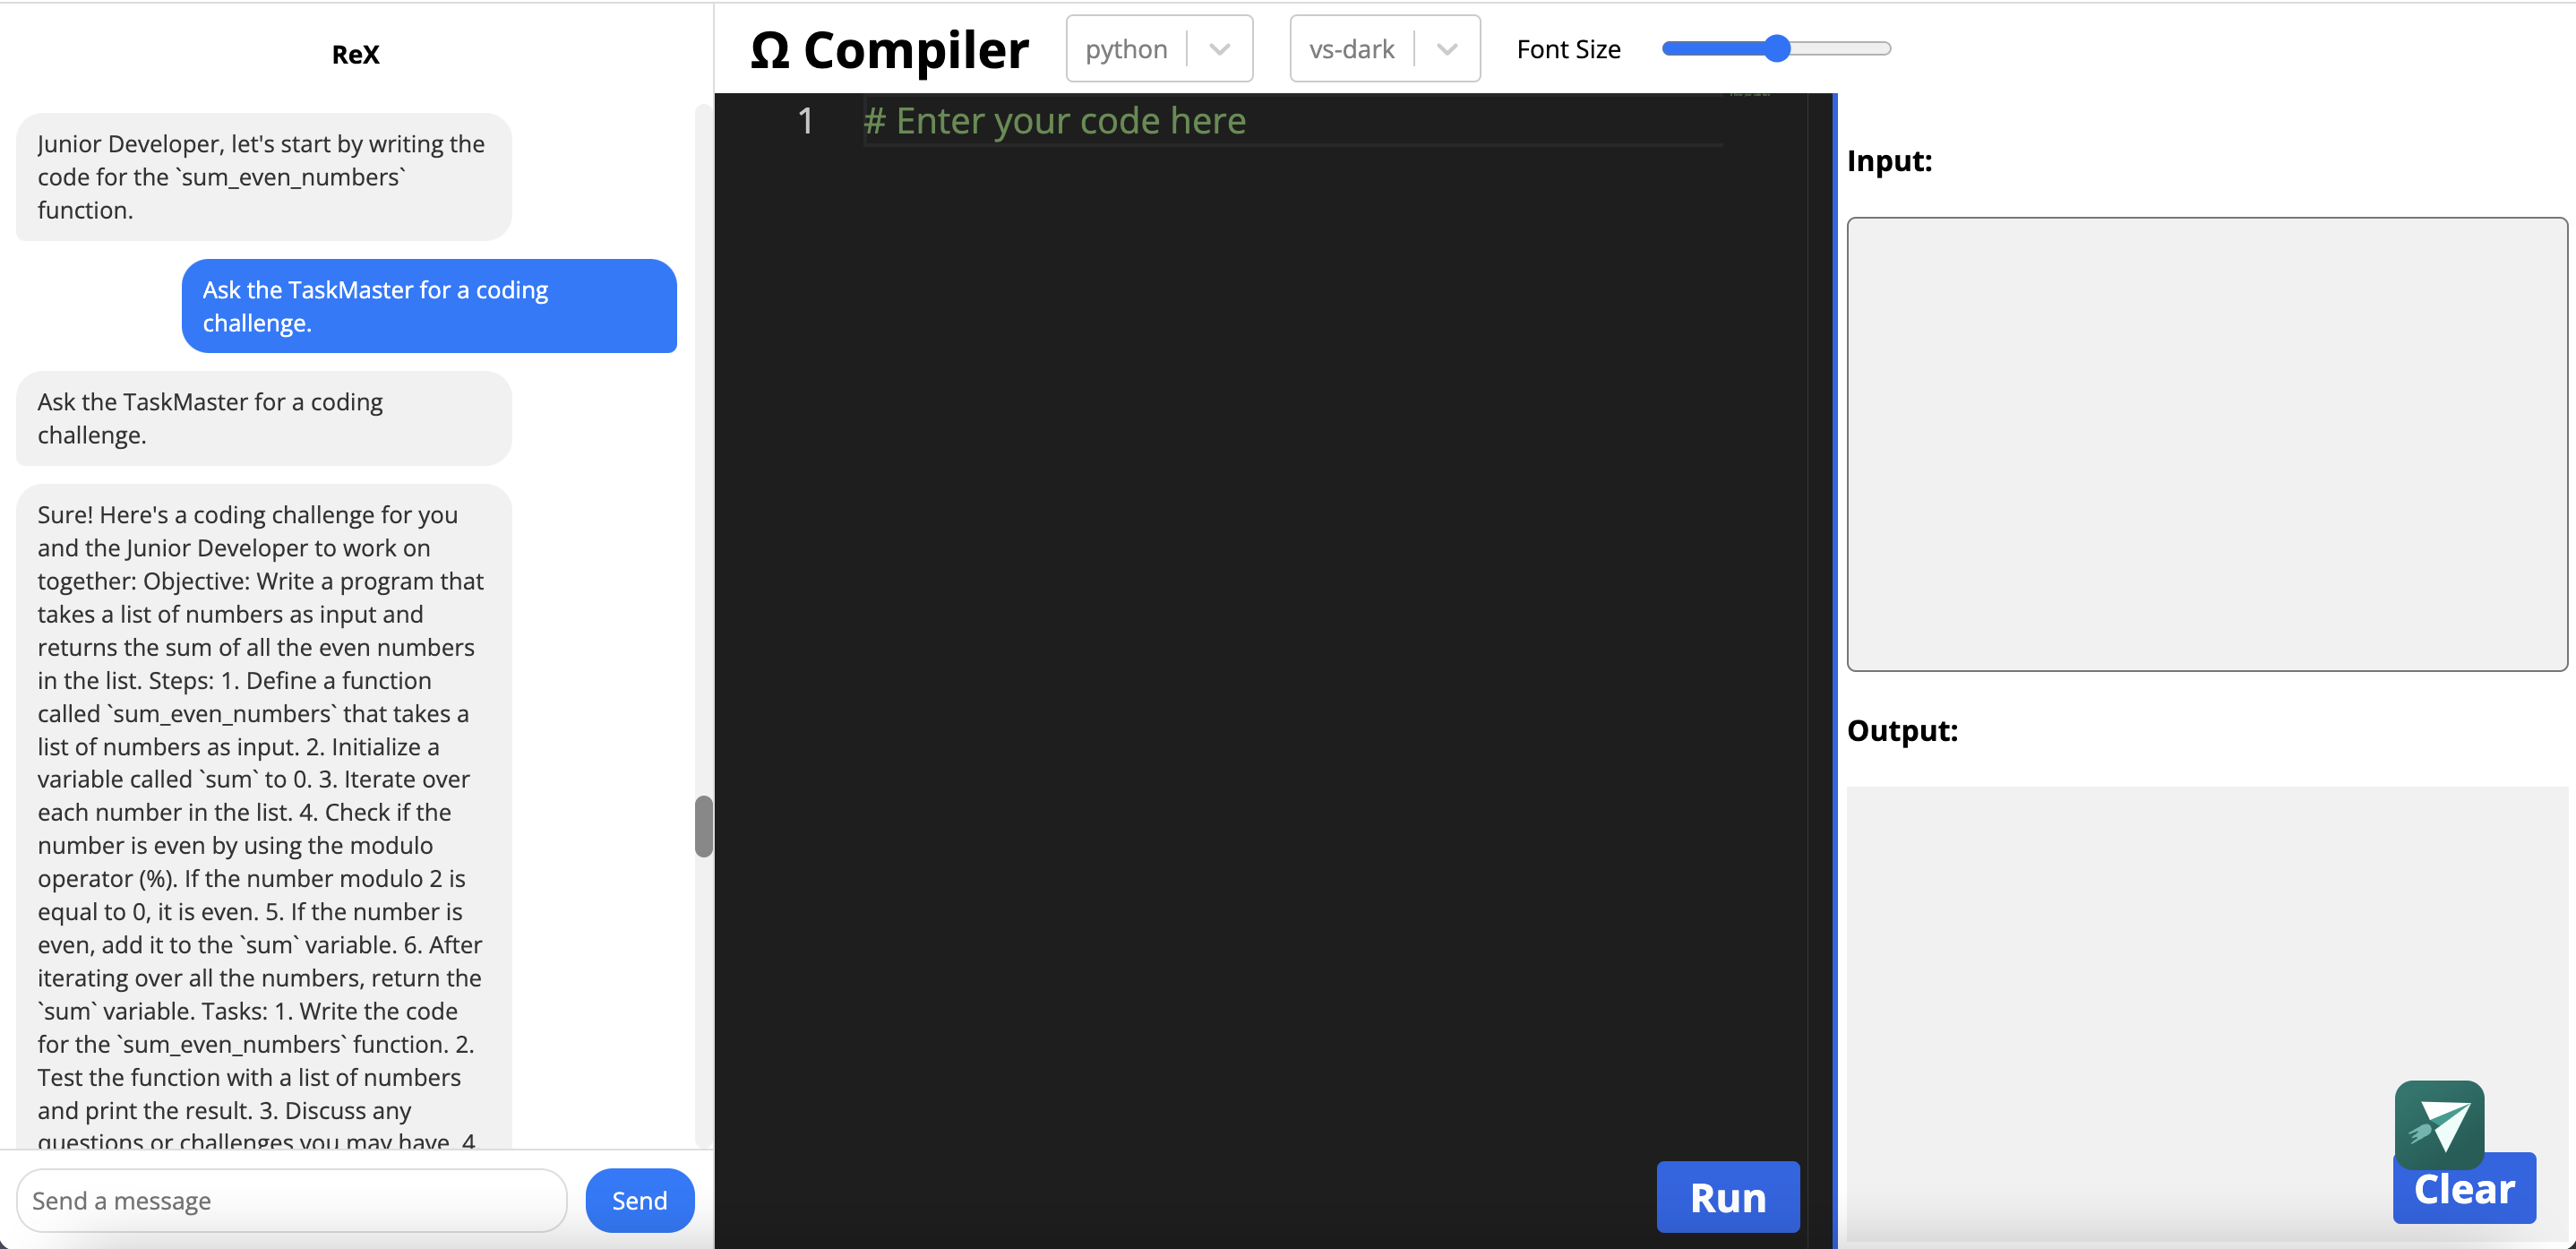 ReX
Junior Developer, let's start by writing the
code for the `sum_even_numbers`
function.
Ask the TaskMaster for a coding
challenge.
Ask the TaskMaster for a coding
challenge.
Sure! Here's a coding challenge for you
and the Junior Developer to work on
together: Objective: Write a program that
takes a list of numbers as input and
returns the sum of all the even numbers
in the list. Steps: 1. Define a function
called `sum_even_numbers` that takes a
list of numbers as input. 2. Initialize a
variable called `sum` to 0. 3. Iterate over
each number in the list. 4. Check if the
number is even by using the modulo
operator (%). If the number modulo 2 is
equal to 0, it is even. 5. If the number is
even, add it to the `sum` variable. 6. After
iterating over all the numbers, return the
`sum` variable. Tasks: 1. Write the code
for the `sum_even_numbers` function. 2.
Test the function with a list of numbers
and print the result. 3. Discuss any
questions or challenges you may have. 4
Send a message
Send
Ω Compiler
python
vs-dark
Font Size
1
# Enter your code here
Run
Input:
Output:
Clear